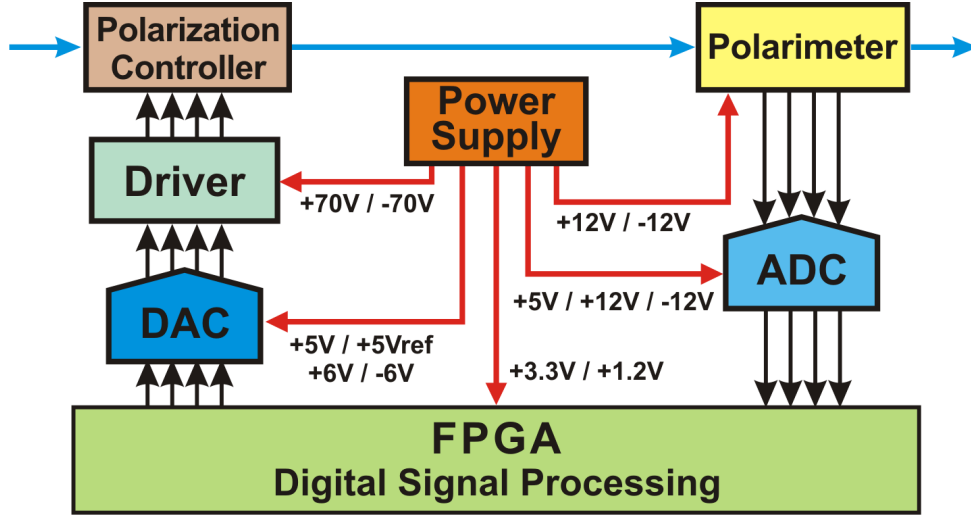 Polarization
Controller
Polarimeter
Power
Supply
Driver
+70V / -70V
+12V / -12V
ADC
+5V / +12V / -12V
DAC
+5V / +5Vref
+6V / -6V
+3.3V / +1.2V
FPGA
Digital Signal Processing